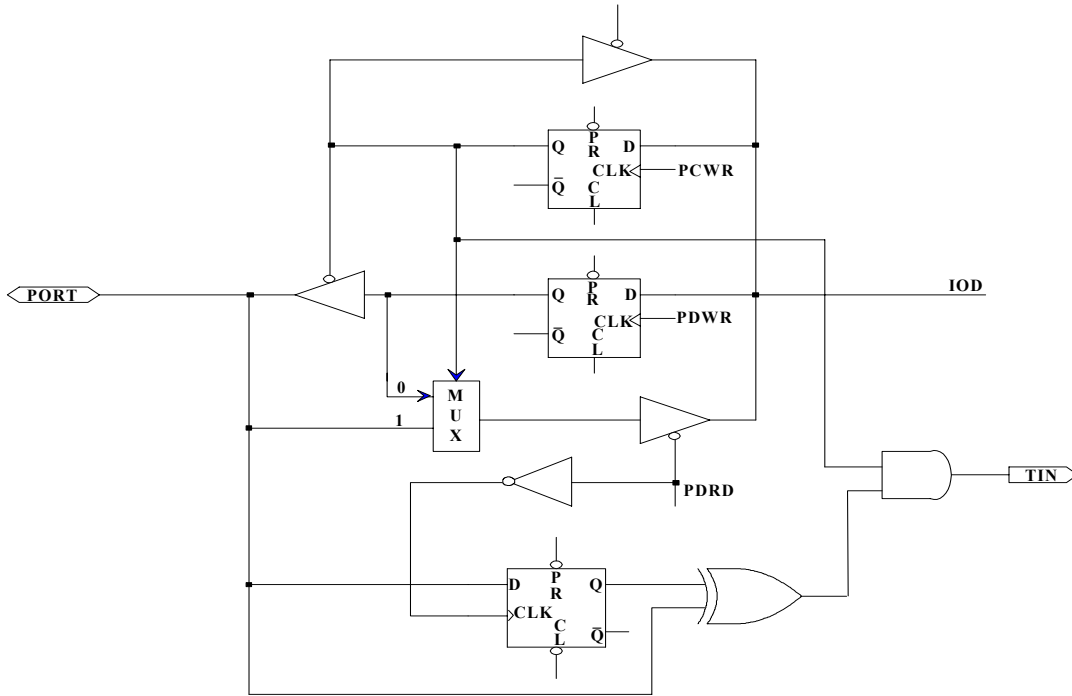 P
Q R D
CLK PCWR
Q̅ C
L
PORT
P
Q R D
IOD
CLK PDWR
Q̅ C
L
0
1
M
U
X
PDRD
TIN
D P Q
R
CLK
C
L Q̅